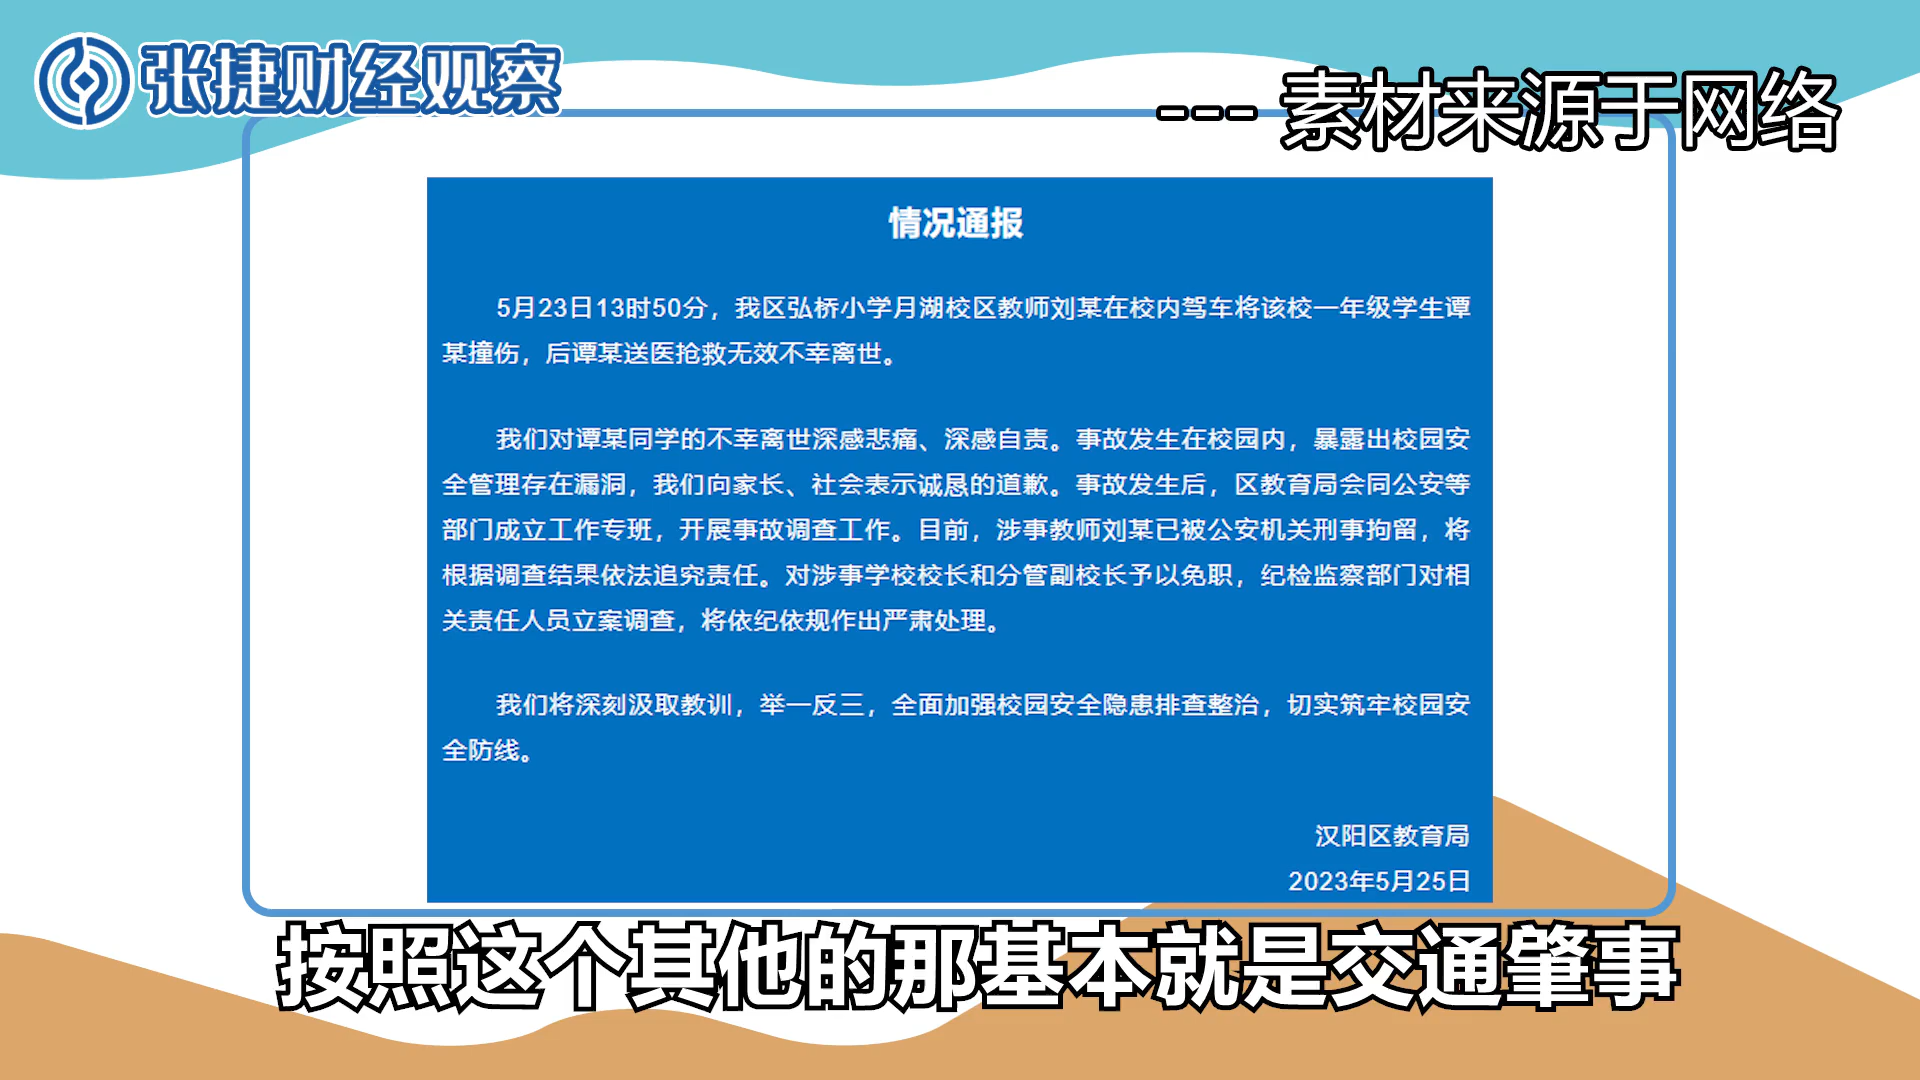 张捷财经观察
--- 素材来源于网络
情况通报
5月23日13时50分，我区弘桥小学月湖校区教师刘某在校内驾车将该校一年级学生谭
某撞伤，后谭某送医抢救无效不幸离世。
我们对谭某同学的不幸离世深感悲痛、深感自责。事故发生在校园内，暴露出校园安
全管理存在漏洞，我们向家长、社会表示诚恳的道歉。事故发生后，区教育局会同公安等
部门成立工作专班，开展事故调查工作。目前，涉事教师刘某已被公安机关刑事拘留，将
根据调查结果依法追究责任。对涉事学校校长和分管副校长予以免职，纪检监察部门对相
关责任人员立案调查，将依纪依规作出严肃处理。
我们将深刻汲取教训，举一反三，全面加强校园安全隐患排查整治，切实筑牢校园安
全防线。
汉阳区教育局
2023年5月25日
按照这个其他的那基本就是交通肇事